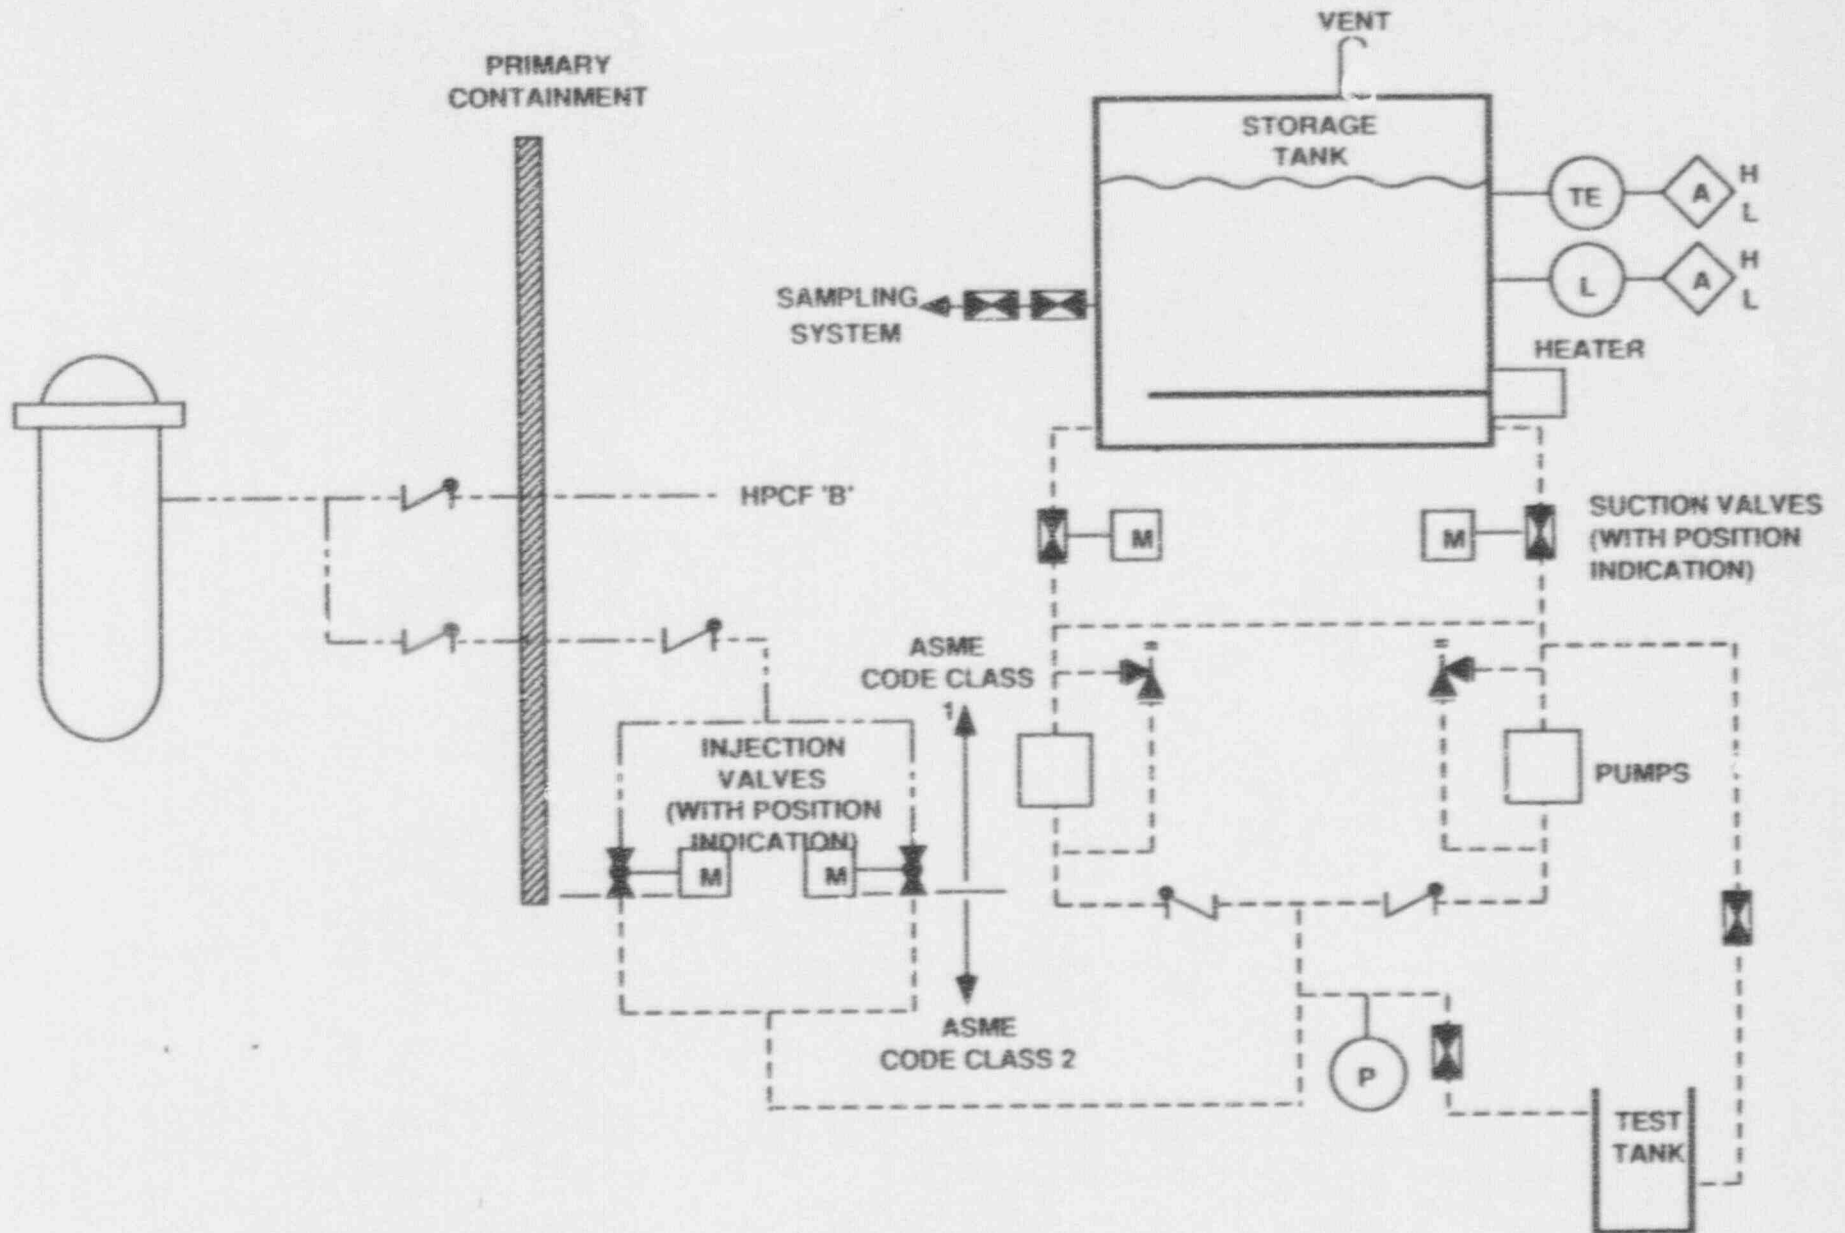 VENT
PRIMARY
CONTAINMENT
STORAGE
TANK
TE
A
H
L
L
A
H
L
SAMPLING
SYSTEM
HEATER
HPCF 'B'
M
M
SUCTION VALVES
(WITH POSITION
INDICATION)
ASME
CODE CLASS
1
INJECTION
VALVES
(WITH POSITION
INDICATION)
M
M
PUMPS
ASME
CODE CLASS 2
P
TEST
TANK